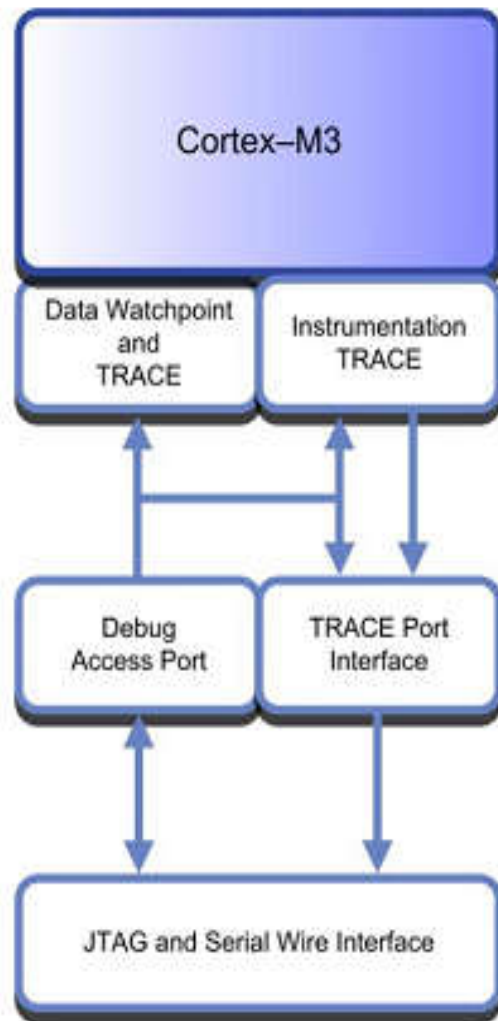 Cortex–M3
Data Watchpoint
and
TRACE
Instrumentation
TRACE
Debug
Access Port
TRACE Port
Interface
JTAG and Serial Wire Interface